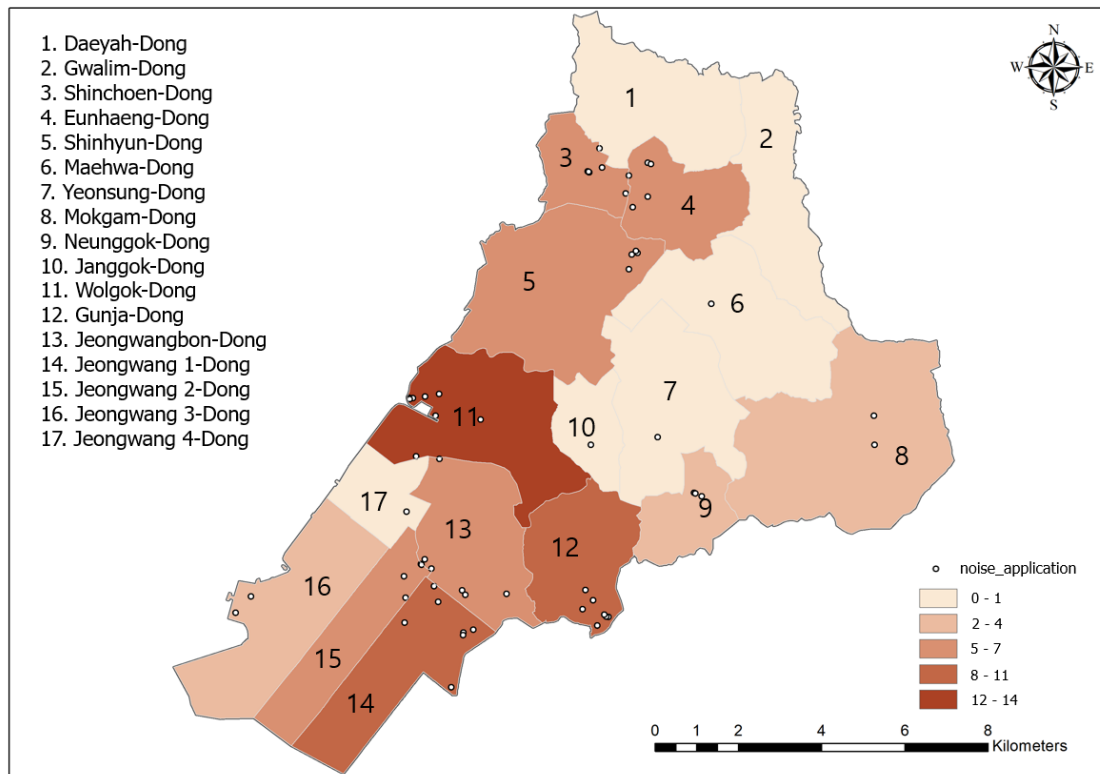 1. Daeyah-Dong
2. Gwalim-Dong
3. Shinchoen-Dong
4. Eunhaeng-Dong
5. Shinhyun-Dong
6. Maehwa-Dong
7. Yeonsung-Dong
8. Mokgam-Dong
9. Neunggok-Dong
10. Janggok-Dong
11. Wolgok-Dong
12. Gunja-Dong
13. Jeongwangbon-Dong
14. Jeongwang 1-Dong
15. Jeongwang 2-Dong
16. Jeongwang 3-Dong
17. Jeongwang 4-Dong
N
W
E
S
1
2
3
4
5
6
7
8
9
10
11
12
13
14
15
16
17
noise_application
0 - 1
2 - 4
5 - 7
8 - 11
12 - 14
0 1 2 4 6 8
Kilometers